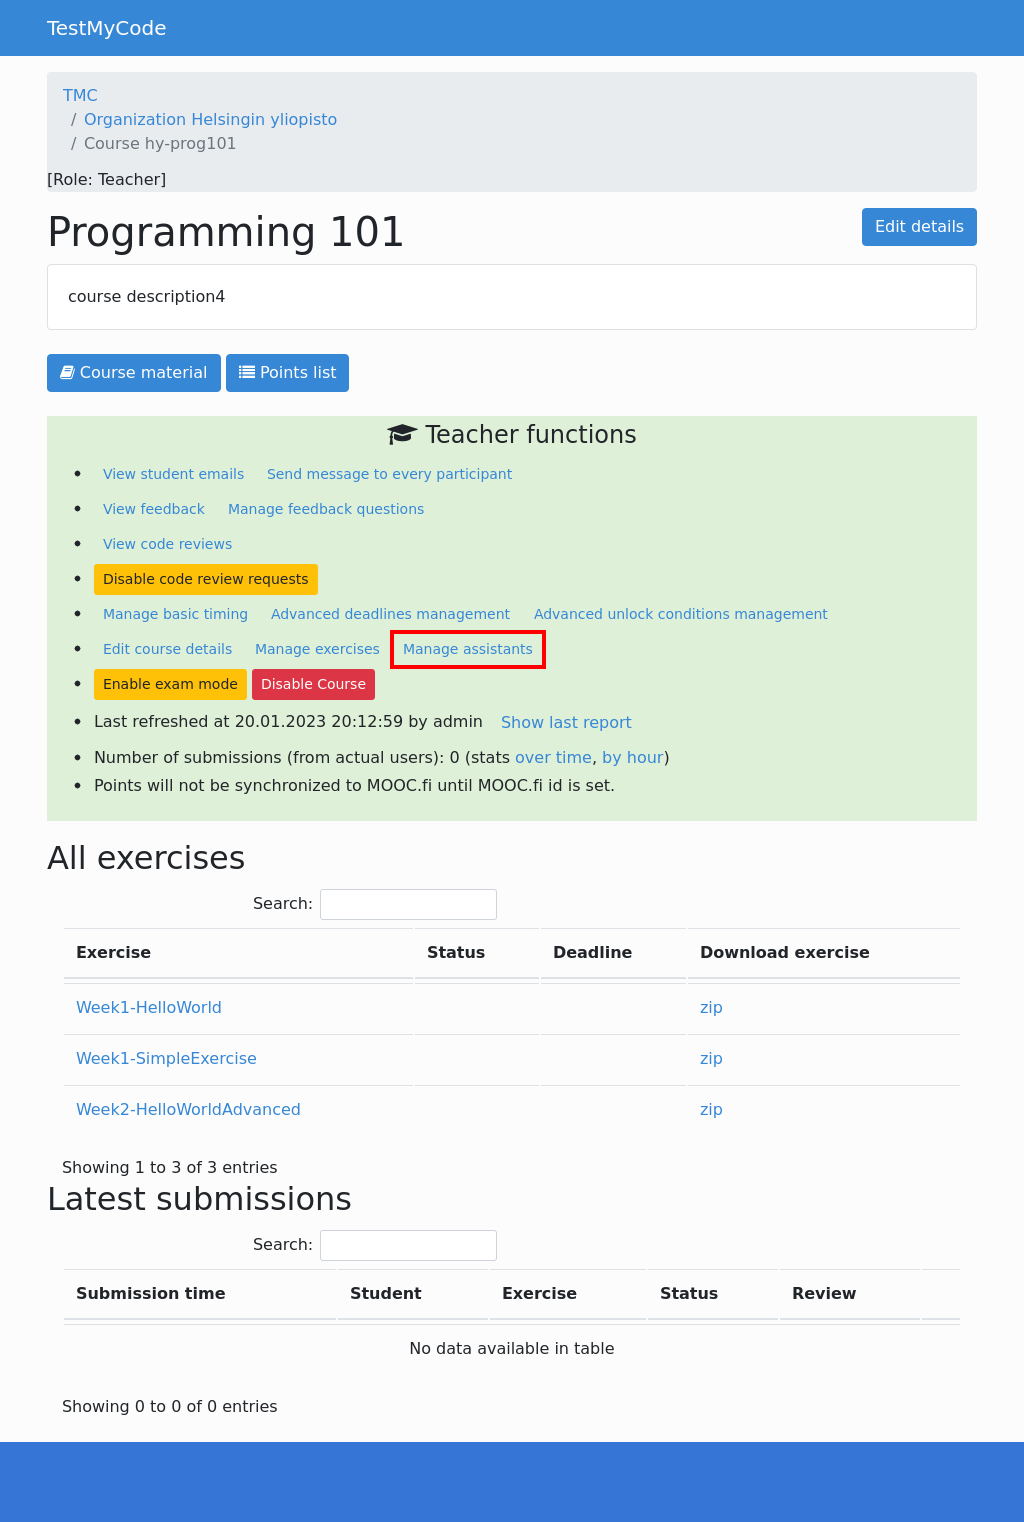 TestMyCode
TMC
/ Organization Helsingin yliopisto
/ Course hy-prog101
[Role: Teacher]
Programming 101
Edit details
course description4
Course material
Points list
Teacher functions
View student emails Send message to every participant
View feedback Manage feedback questions
View code reviews
Disable code review requests
Manage basic timing Advanced deadlines management Advanced unlock conditions management
Edit course details Manage exercises Manage assistants
Enable exam mode Disable Course
Last refreshed at 20.01.2023 20:12:59 by admin Show last report
Number of submissions (from actual users): 0 (stats over time, by hour)
Points will not be synchronized to MOOC.fi until MOOC.fi id is set.
All exercises
Search:
Exercise Status Deadline Download exercise
Week1-HelloWorld zip
Week1-SimpleExercise zip
Week2-HelloWorldAdvanced zip
Showing 1 to 3 of 3 entries
Latest submissions
Search:
Submission time Student Exercise Status Review
No data available in table
Showing 0 to 0 of 0 entries